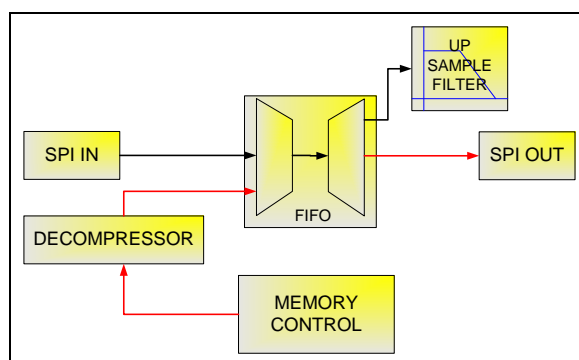 UP
SAMPLE
FILTER
SPI IN
SPI OUT
FIFO
DECOMPRESSOR
MEMORY
CONTROL